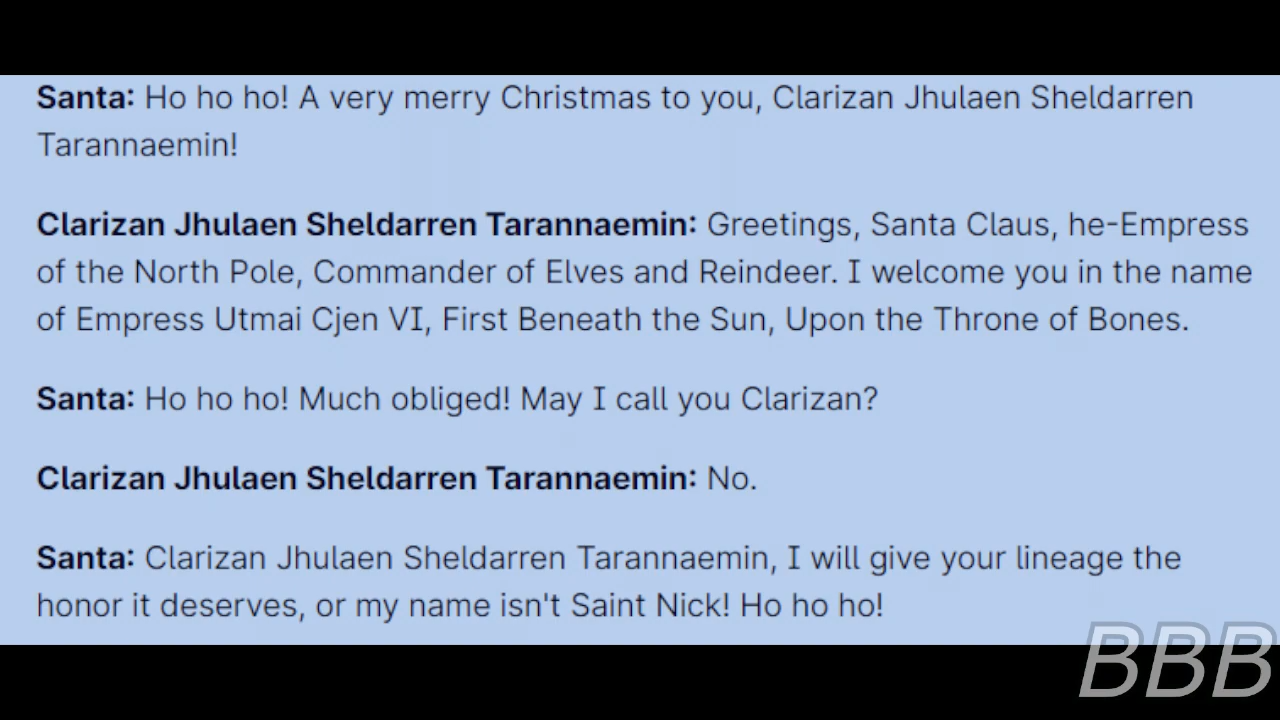 Santa: Ho ho ho! A very merry Christmas to you, Clarizan Jhulaen Sheldarren
Tarannaemin!
Clarizan Jhulaen Sheldarren Tarannaemin: Greetings, Santa Claus, he-Empress
of the North Pole, Commander of Elves and Reindeer. I welcome you in the name
of Empress Utmai Cjen VI, First Beneath the Sun, Upon the Throne of Bones.
Santa: Ho ho ho! Much obliged! May I call you Clarizan?
Clarizan Jhulaen Sheldarren Tarannaemin: No.
Santa: Clarizan Jhulaen Sheldarren Tarannaemin, I will give your lineage the
honor it deserves, or my name isn't Saint Nick! Ho ho ho!
BBB